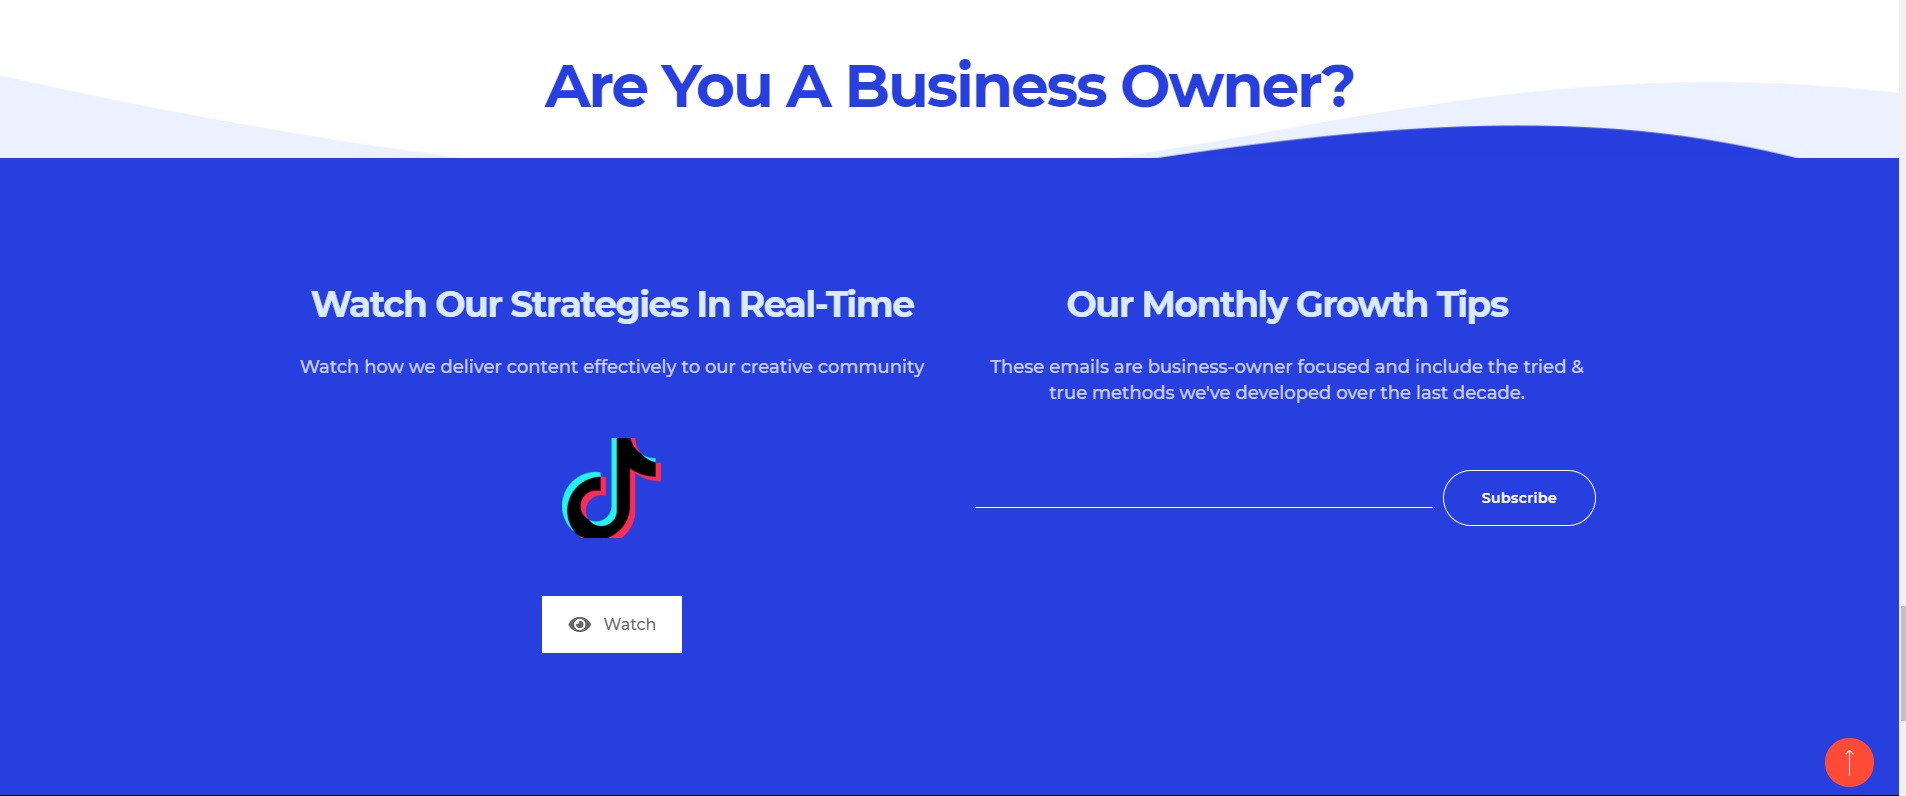 Are You A Business Owner?
Watch Our Strategies In Real-Time
Watch how we deliver content effectively to our creative community
Watch
Our Monthly Growth Tips
These emails are business-owner focused and include the tried &
true methods we've developed over the last decade.
Subscribe